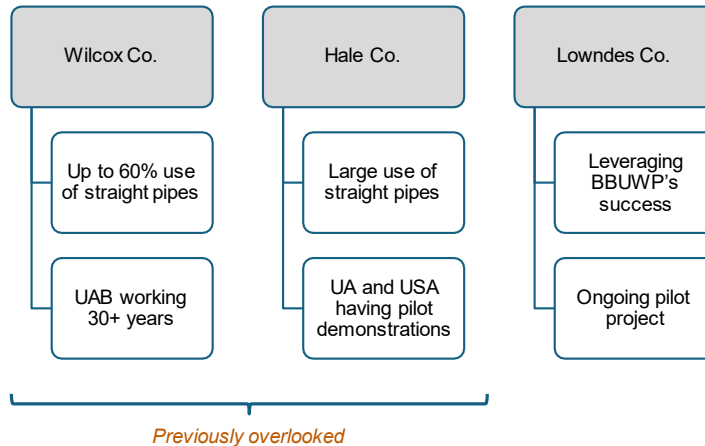 Wilcox Co.
Up to 60% use
of straight pipes
UAB working
30+ years
Hale Co.
Large use of
straight pipes
UA and USA
having pilot
demonstrations
Lowndes Co.
Leveraging
BBUWP's
success
Ongoing pilot
project
Previously overlooked